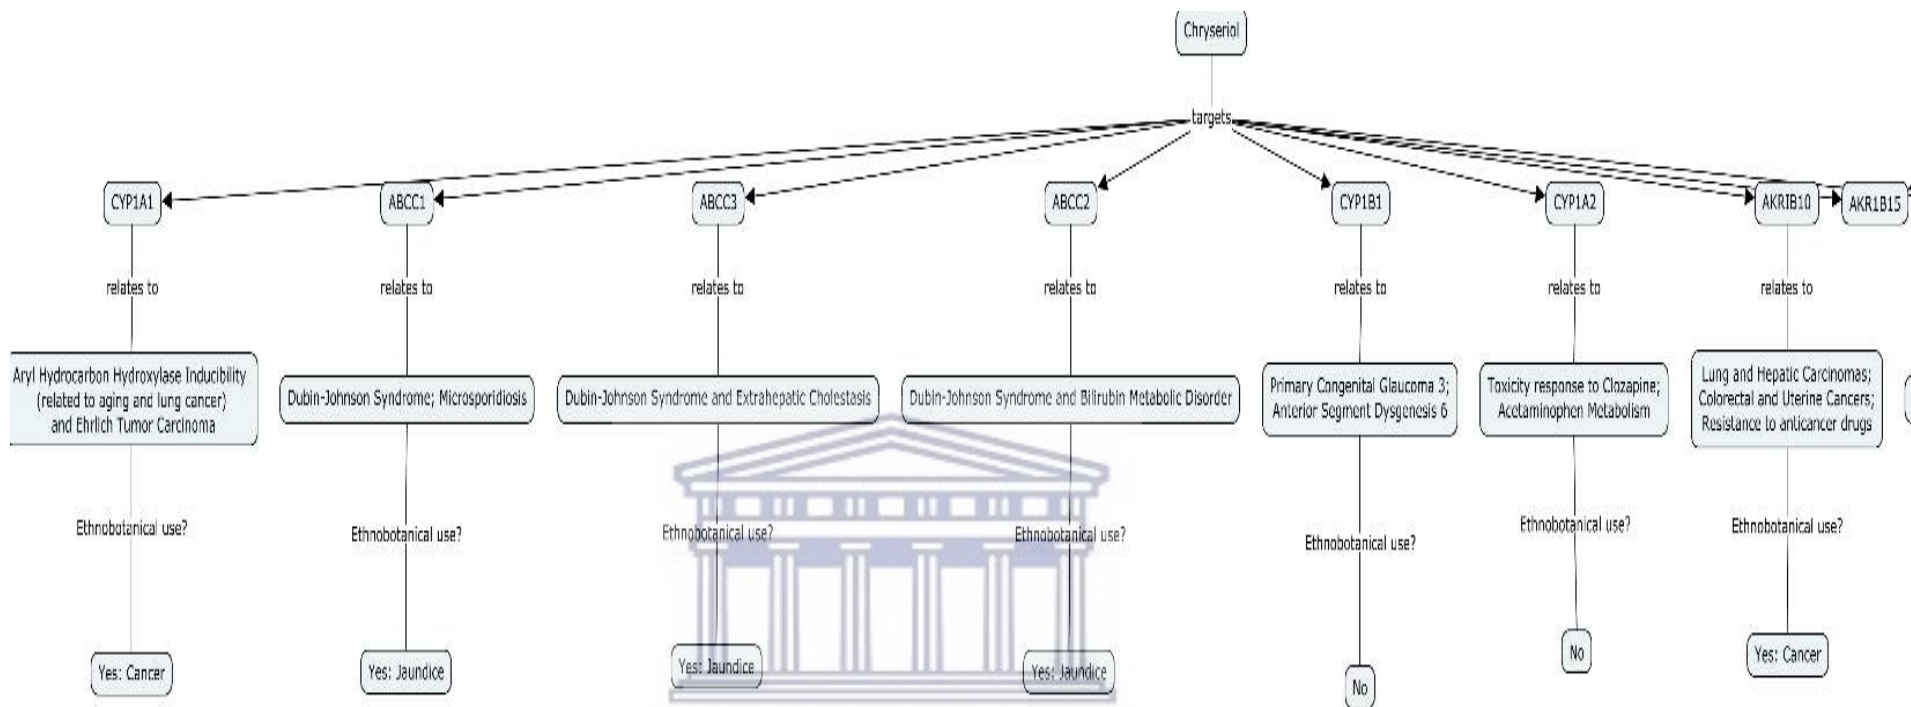 Chryseriol
targets
CYP1A1
ABCC1
ABCC3
ABCC2
CYP1B1
CYP1A2
AKRIB10
AKR1B15
relates to
relates to
relates to
relates to
relates to
relates to
relates to
Aryl Hydrocarbon Hydroxylase Inducibility
(related to aging and lung cancer)
and Ehrlich Tumor Carcinoma
Dubin-Johnson Syndrome; Microsporidiosis
Dubin-Johnson Syndrome and Extrahepatic Cholestasis
Dubin-Johnson Syndrome and Bilirubin Metabolic Disorder
Primary Congenital Glaucoma 3;
Anterior Segment Dysgenesis 6
Toxicity response to Clozapine;
Acetaminophen Metabolism
Lung and Hepatic Carcinomas;
Colorectal and Uterine Cancers;
Resistance to anticancer drugs
Ethnobotanical use?
Ethnobotanical use?
Ethnobotanical use?
Ethnobotanical use?
Ethnobotanical use?
Ethnobotanical use?
Ethnobotanical use?
Yes: Cancer
Yes: Jaundice
Yes: Jaundice
Yes: Jaundice
No
No
Yes: Cancer